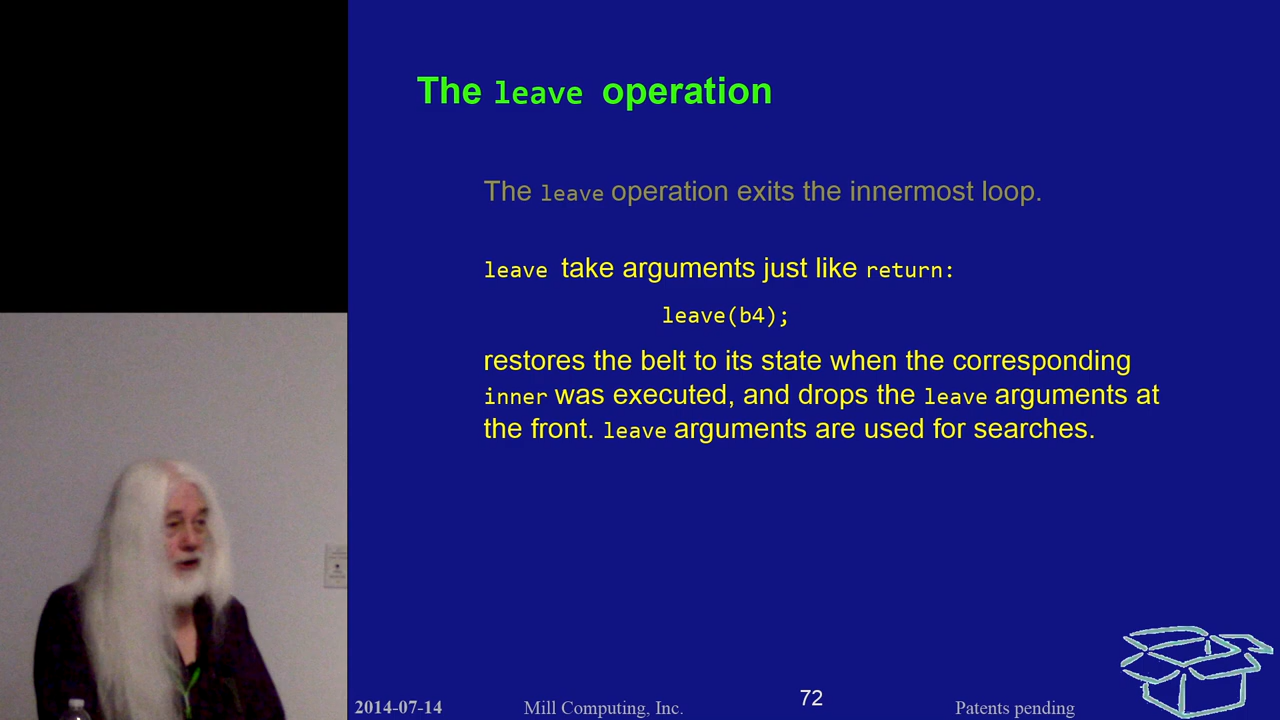 The leave operation
The leave operation exits the innermost loop.
leave take arguments just like return:
leave(b4);
restores the belt to its state when the corresponding
inner was executed, and drops the leave arguments at
the front. leave arguments are used for searches.
2014-07-14 Mill Computing, Inc. 72 Patents pending